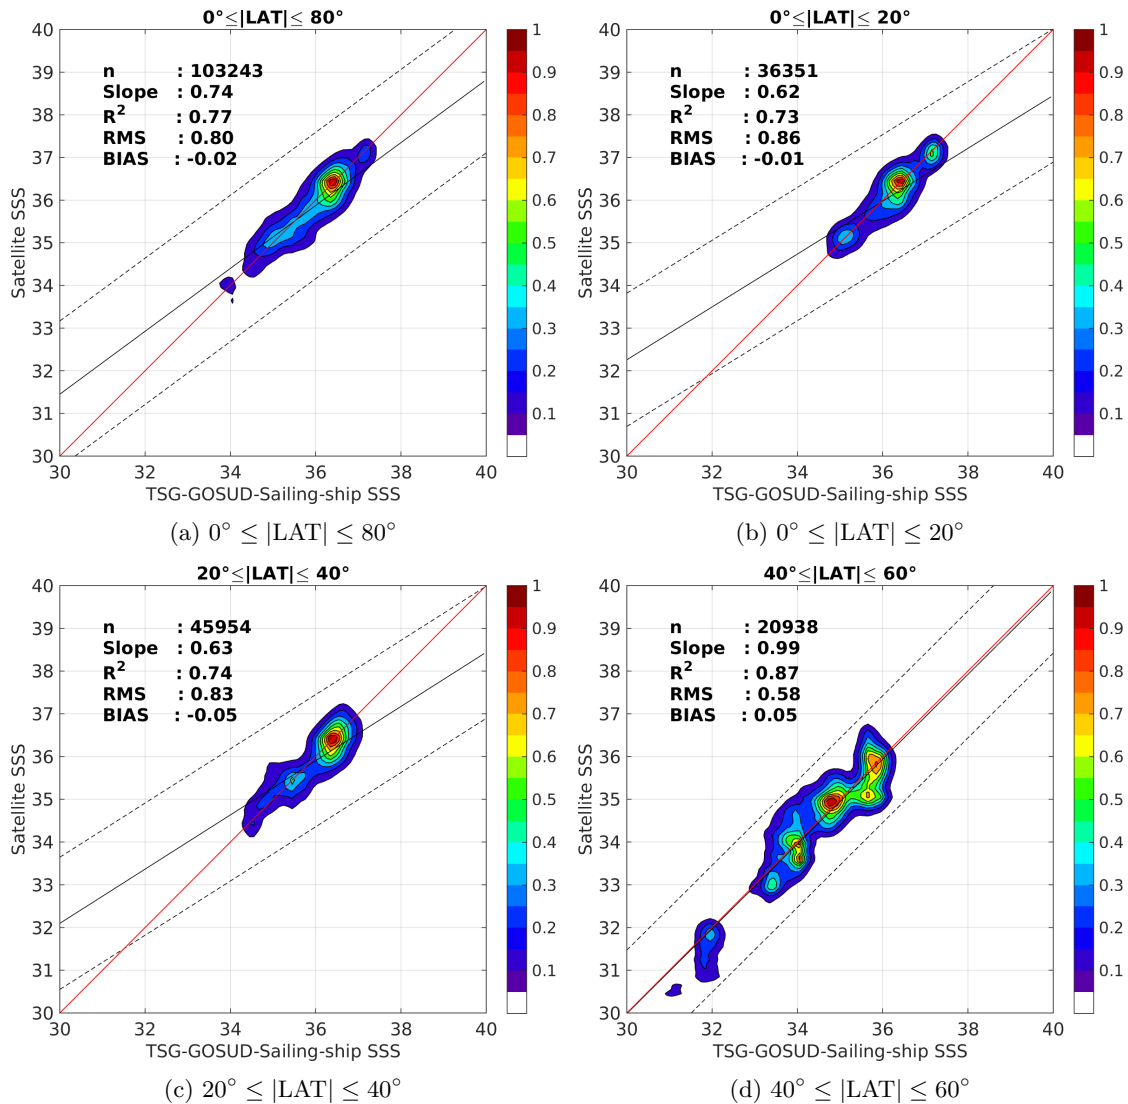 0°≤|LAT|≤ 80°
n : 103243
Slope : 0.74
R² : 0.77
RMS : 0.80
BIAS : -0.02
40
39
38
37
36
35
34
33
32
31
30
30 32 34 36 38 40
Satellite SSS
TSG-GOSUD-Sailing-ship SSS
1
0.9
0.8
0.7
0.6
0.5
0.4
0.3
0.2
0.1
(a) 0° ≤ |LAT| ≤ 80°
0°≤|LAT|≤ 20°
n : 36351
Slope : 0.62
R² : 0.73
RMS : 0.86
BIAS : -0.01
40
39
38
37
36
35
34
33
32
31
30
30 32 34 36 38 40
Satellite SSS
TSG-GOSUD-Sailing-ship SSS
1
0.9
0.8
0.7
0.6
0.5
0.4
0.3
0.2
0.1
(b) 0° ≤ |LAT| ≤ 20°
20°≤|LAT|≤ 40°
n : 45954
Slope : 0.63
R² : 0.74
RMS : 0.83
BIAS : -0.05
40
39
38
37
36
35
34
33
32
31
30
30 32 34 36 38 40
Satellite SSS
TSG-GOSUD-Sailing-ship SSS
1
0.9
0.8
0.7
0.6
0.5
0.4
0.3
0.2
0.1
(c) 20° ≤ |LAT| ≤ 40°
40°≤|LAT|≤ 60°
n : 20938
Slope : 0.99
R² : 0.87
RMS : 0.58
BIAS : 0.05
40
39
38
37
36
35
34
33
32
31
30
30 32 34 36 38 40
Satellite SSS
TSG-GOSUD-Sailing-ship SSS
1
0.9
0.8
0.7
0.6
0.5
0.4
0.3
0.2
0.1
(d) 40° ≤ |LAT| ≤ 60°